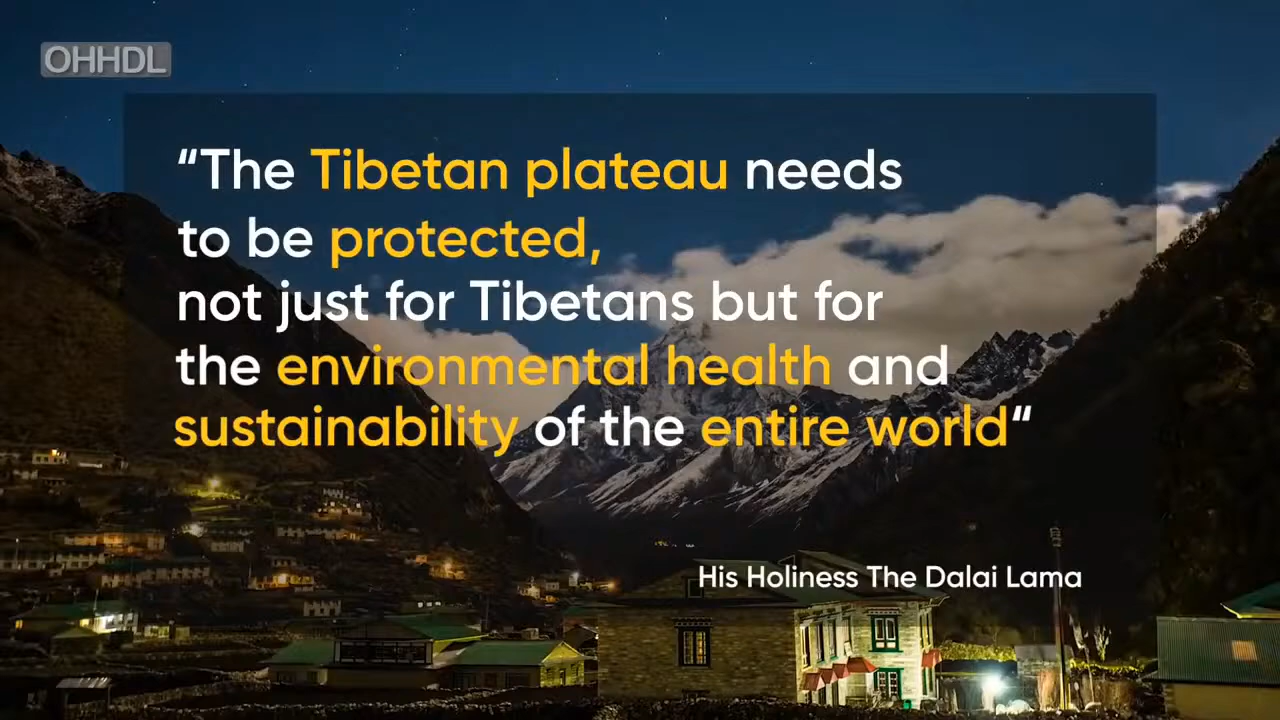 OHHDL
“The Tibetan plateau needs
to be protected,
not just for Tibetans but for
the environmental health and
sustainability of the entire world“
His Holiness The Dalai Lama